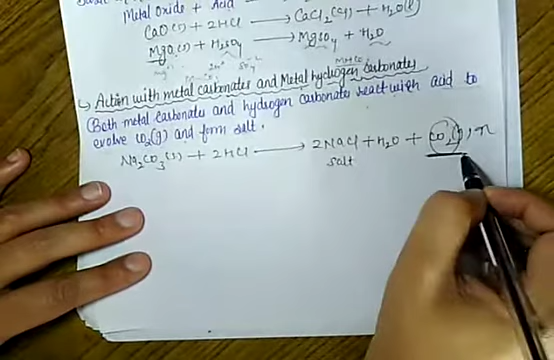 Metal Oxide + Acid
CaO(s) + 2HCl ⟶ CaCl₂(s) + H₂O(l)
MgO(s) + H₂SO₄ ⟶ MgSO₄ + H₂O
↳ Action with metal carbonates and Metal hydrogen carbonates
Both metal carbonates and hydrogen carbonates react with acid to
evolve CO₂(g) and form salt.
Na₂CO₃(s) + 2HCl ⟶ 2NaCl + H₂O + CO₂(g)↑
salt